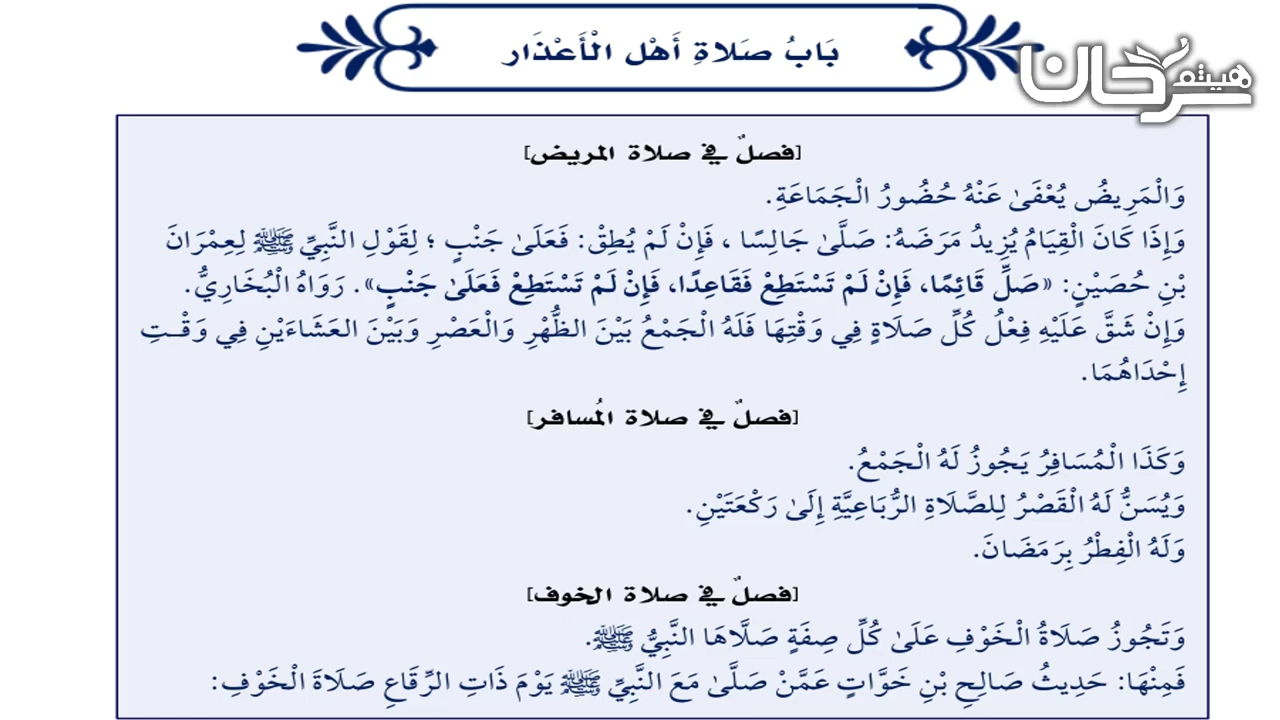 بَابُ صَلَاةِ أَهْلِ الْأَعْذَارِ
هيثم سرحان
[فصلٌ في صلاة المريض]
وَالْمَرِيضُ يُعْفَىٰ عَنْهُ حُضُورُ الْجَمَاعَةِ.
وَإِذَا كَانَ الْقِيَامُ يُزِيدُ مَرَضَهُ: صَلَّىٰ جَالِسًا ، فَإِنْ لَمْ يُطِقْ: فَعَلَىٰ جَنْبٍ ؛ لِقَوْلِ النَّبِيِّ ﷺ لِعِمْرَانَ
بْنِ حُصَيْنٍ: «صَلِّ قَائِمًا، فَإِنْ لَمْ تَسْتَطِعْ فَقَاعِدًا، فَإِنْ لَمْ تَسْتَطِعْ فَعَلَىٰ جَنْبٍ». رَوَاهُ الْبُخَارِيُّ.
وَإِنْ شَقَّ عَلَيْهِ فِعْلُ كُلِّ صَلَاةٍ فِي وَقْتِهَا فَلَهُ الْجَمْعُ بَيْنَ الظُّهْرِ وَالْعَصْرِ وَبَيْنَ العَشَاءَيْنِ فِي وَقْـتِ
إِحْدَاهُمَا.
[فصلٌ في صلاة المُسافر]
وَكَذَا الْمُسَافِرُ يَجُوزُ لَهُ الْجَمْعُ.
وَيُسَنُّ لَهُ الْقَصْرُ لِلصَّلَاةِ الرُّبَاعِيَّةِ إِلَىٰ رَكْعَتَيْنِ.
وَلَهُ الْفِطْرُ بِرَمَضَانَ.
[فصلٌ في صلاة الخوف]
وَتَجُوزُ صَلَاةُ الْخَوْفِ عَلَىٰ كُلِّ صِفَةٍ صَلَّاهَا النَّبِيُّ ﷺ.
فَمِنْهَا: حَدِيثُ صَالِحِ بْنِ خَوَّاتٍ عَمَّنْ صَلَّىٰ مَعَ النَّبِيِّ ﷺ يَوْمَ ذَاتِ الرِّقَاعِ صَلَاةَ الْخَوْفِ: